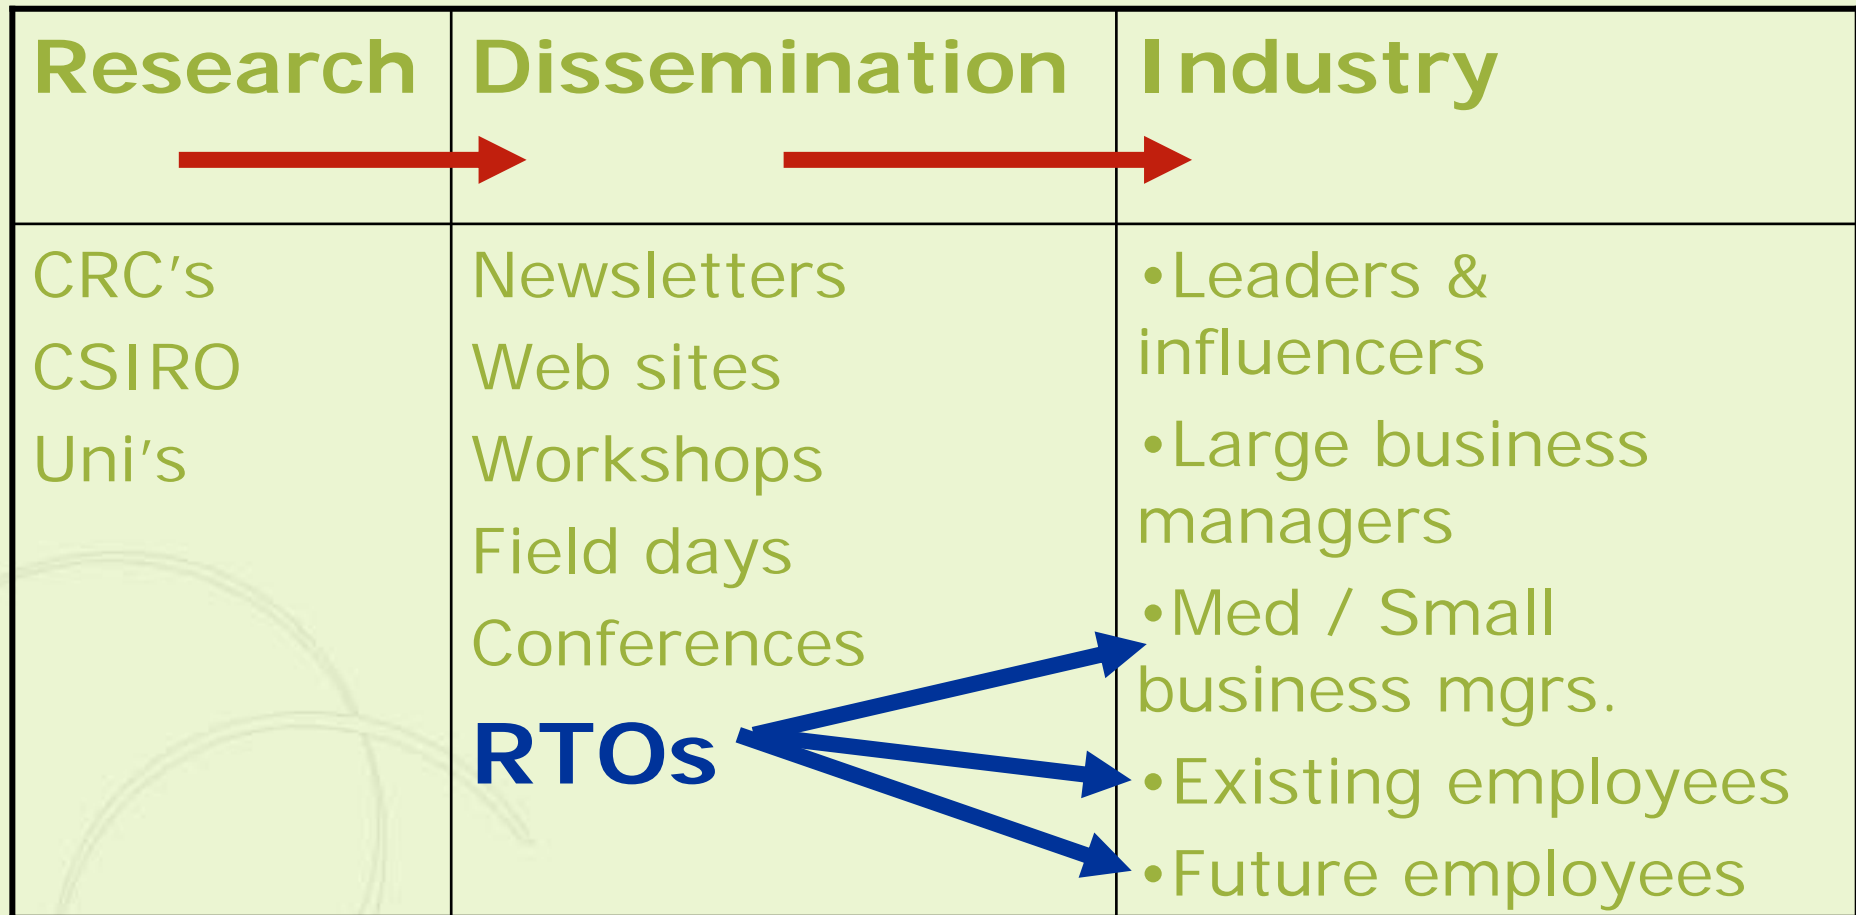 Research
Dissemination
Industry
CRC’s
CSIRO
Uni’s
Newsletters
Web sites
Workshops
Field days
Conferences
RTOs
•Leaders &
influencers
•Large business
managers
•Med / Small
business mgrs.
•Existing employees
•Future employees